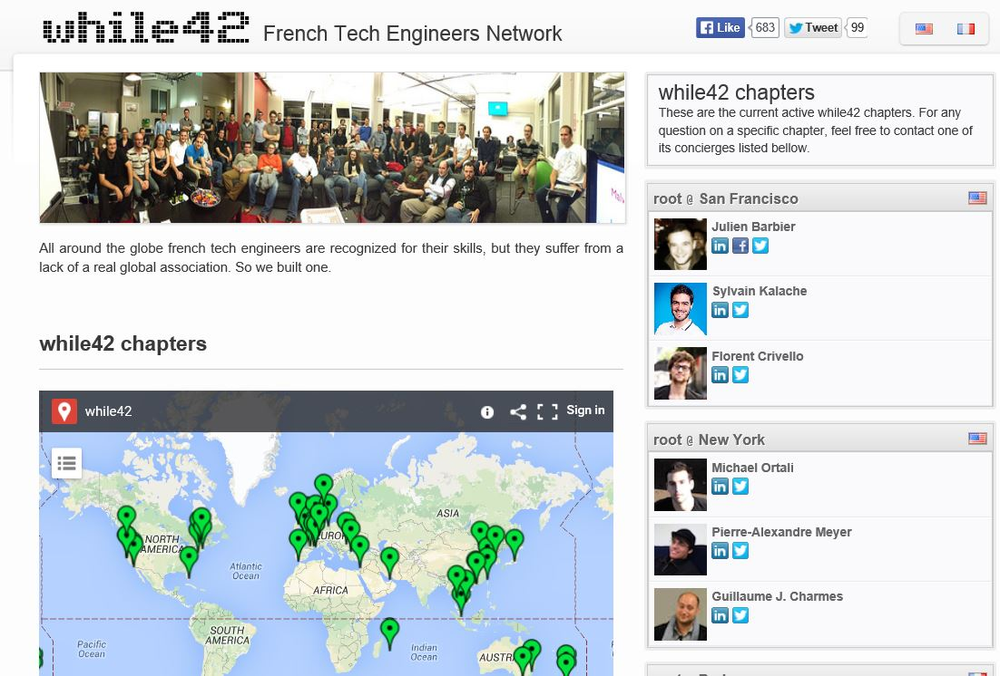 while42 French Tech Engineers Network
Like 683 Tweet 99
All around the globe french tech engineers are recognized for their skills, but they suffer from a
lack of a real global association. So we built one.
while42 chapters
while42
Sign in
NORTH
AMERICA
Atlantic
Ocean
ASIA
AFRICA
SOUTH
AMERICA
Pacific
Ocean
Indian
Ocean
while42 chapters
These are the current active while42 chapters. For any
question on a specific chapter, feel free to contact one of
its concierges listed bellow.
root @ San Francisco
Julien Barbier
Sylvain Kalache
Florent Crivello
root @ New York
Michael Ortali
Pierre-Alexandre Meyer
Guillaume J. Charmes